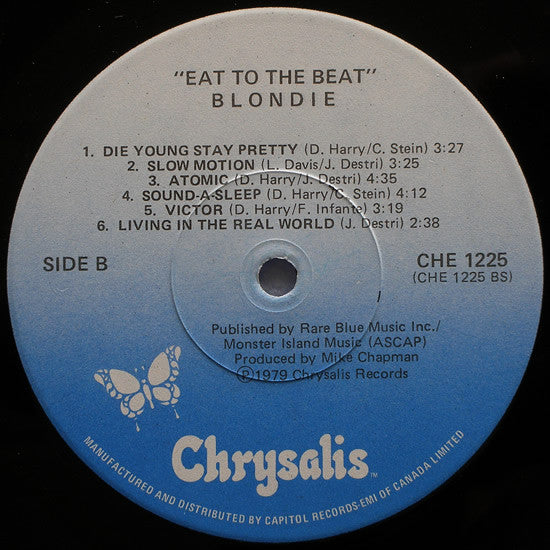 "EAT TO THE BEAT"
BLONDIE
1. DIE YOUNG STAY PRETTY (D. Harry/C. Stein) 3:27
2. SLOW MOTION (L. Davis/J. Destri) 3:25
3. ATOMIC (D. Harry/J. Destri) 4:35
4. SOUND-A-SLEEP (D. Harry/C. Stein) 4:12
5. VICTOR (D. Harry/F. Infante) 3:19
6. LIVING IN THE REAL WORLD (J. Destri) 2:38
SIDE B
CHE 1225
(CHE 1225 BS)
Published by Rare Blue Music Inc./
Monster Island Music (ASCAP)
Produced by Mike Chapman
℗1979 Chrysalis Records
Chrysalis™
MANUFACTURED AND DISTRIBUTED BY CAPITOL RECORDS-EMI OF CANADA LIMITED